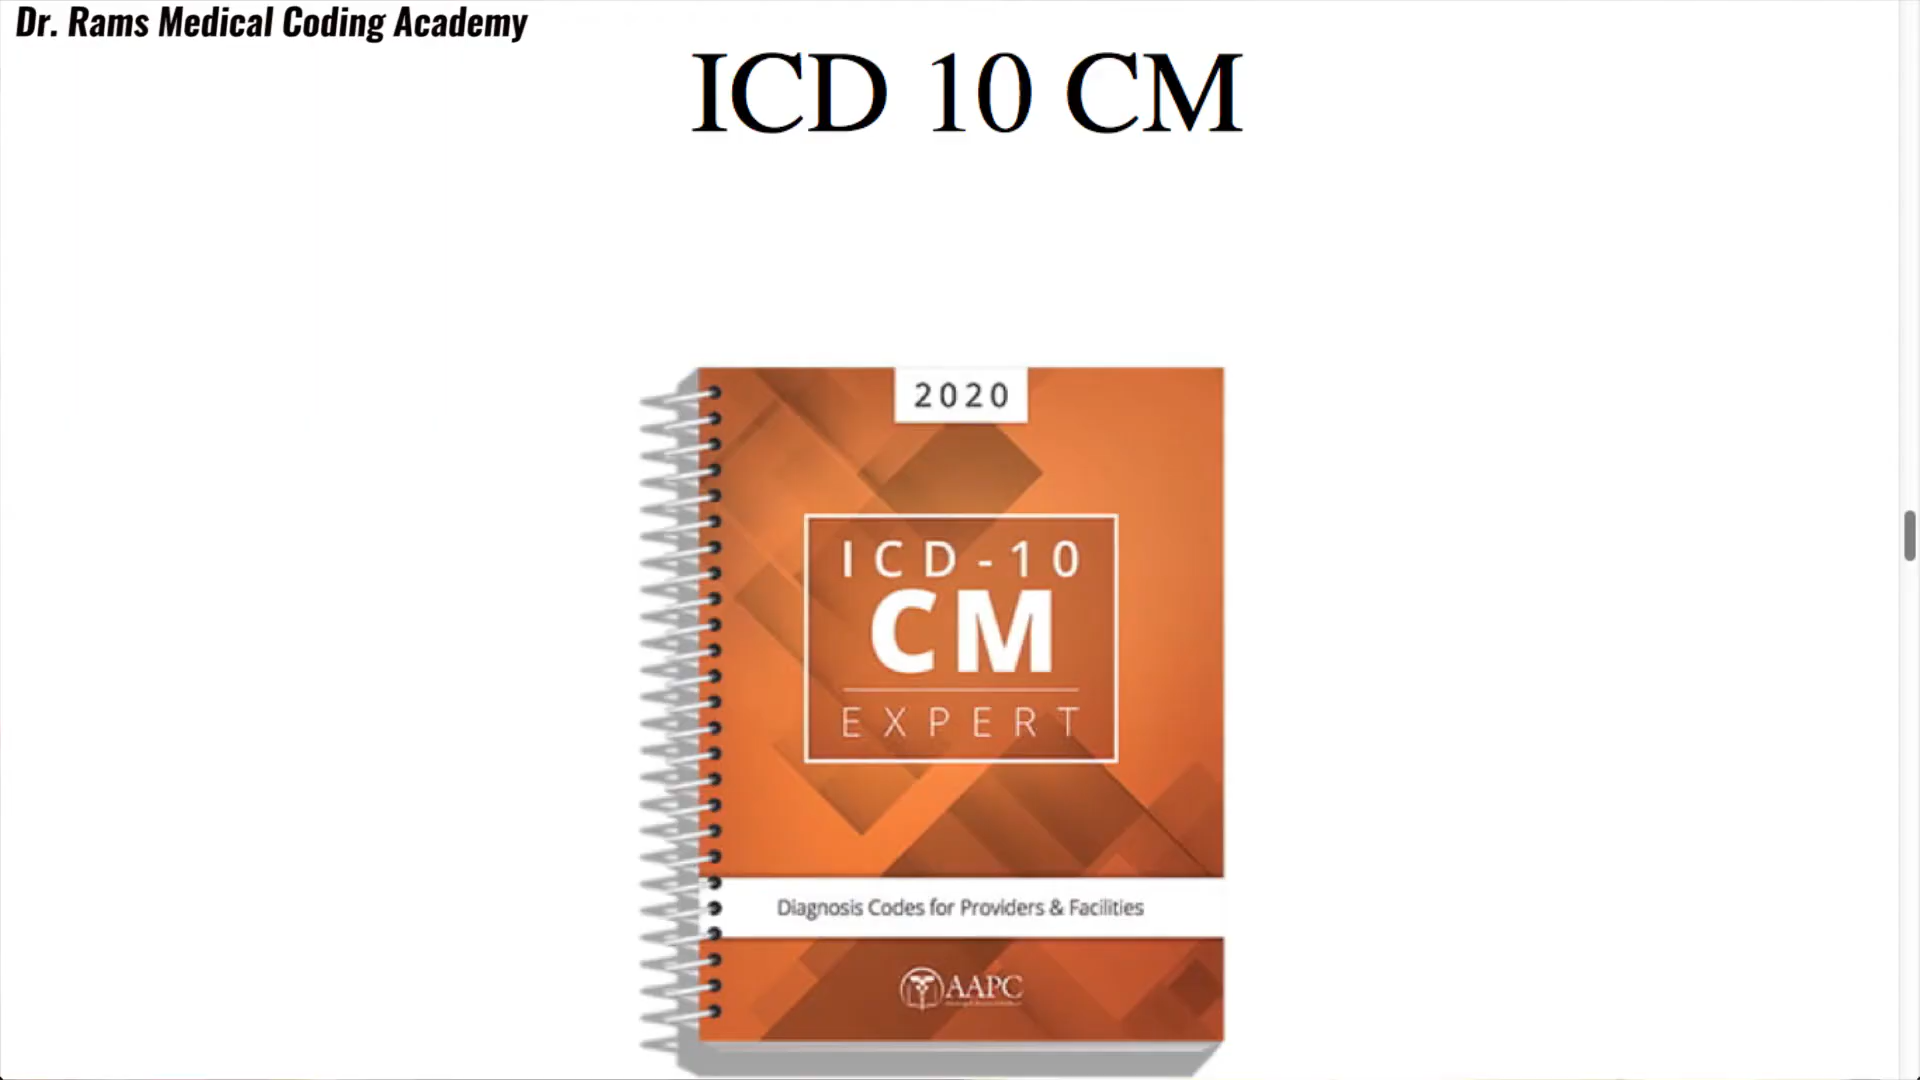 Dr. Rams Medical Coding Academy
ICD 10 CM
2020
ICD-10
CM
EXPERT
Diagnosis Codes for Providers & Facilities
AAPC